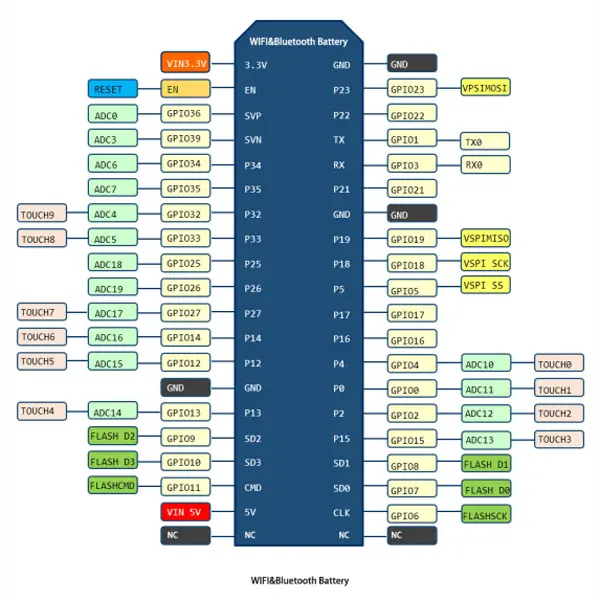 WIFI&Bluetooth Battery
VIN3.3V 3.3V GND GND
RESET EN EN P23 GPIO23 VPSIMOSI
ADC0 GPIO36 SVP P22 GPIO22
ADC3 GPIO39 SVN TX GPIO1 TX0
ADC6 GPIO34 P34 RX GPIO3 RX0
ADC7 GPIO35 P35 P21 GPIO21
TOUCH9 ADC4 GPIO32 P32 GND GND
TOUCH8 ADC5 GPIO33 P33 P19 GPIO19 VSPIMISO
ADC18 GPIO25 P25 P18 GPIO18 VSPI SCK
ADC19 GPIO26 P26 P5 GPIO5 VSPI SS
TOUCH7 ADC17 GPIO27 P27 P17 GPIO17
TOUCH6 ADC16 GPIO14 P14 P16 GPIO16
TOUCH5 ADC15 GPIO12 P12 P4 GPIO4 ADC10 TOUCH0
GND GND P0 GPIO0 ADC11 TOUCH1
TOUCH4 ADC14 GPIO13 P13 P2 GPIO2 ADC12 TOUCH2
FLASH D2 GPIO9 SD2 P15 GPIO15 ADC13 TOUCH3
FLASH D3 GPIO10 SD3 SD1 GPIO8 FLASH D1
FLASHCMD GPIO11 CMD SD0 GPIO7 FLASH D0
VIN 5V 5V CLK GPIO6 FLASHSCK
NC NC NC NC
WIFI&Bluetooth Battery